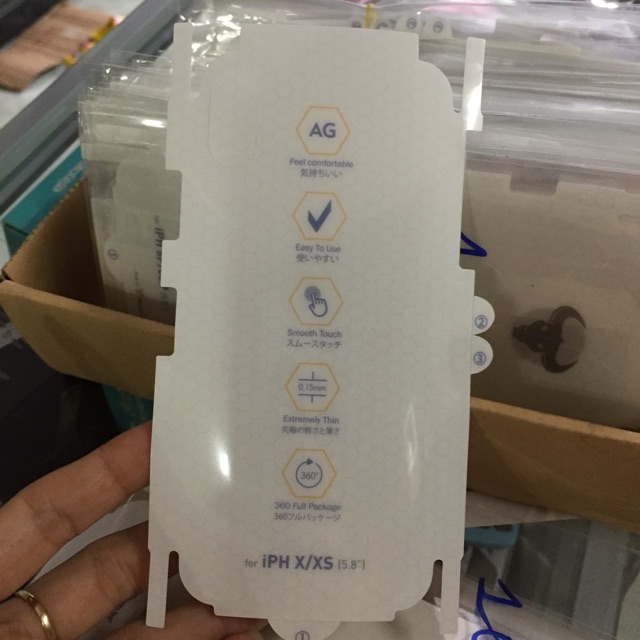 AG
Feel comfortable
気持ちいい
Easy To Use
使いやすい
Smooth Touch
スムースタッチ
0.15mm
Extremely Thin
究極の軽さと薄さ
360°
360 Full Package
360フルパッケージ
for iPH X/XS [5.8"]
②
③
①